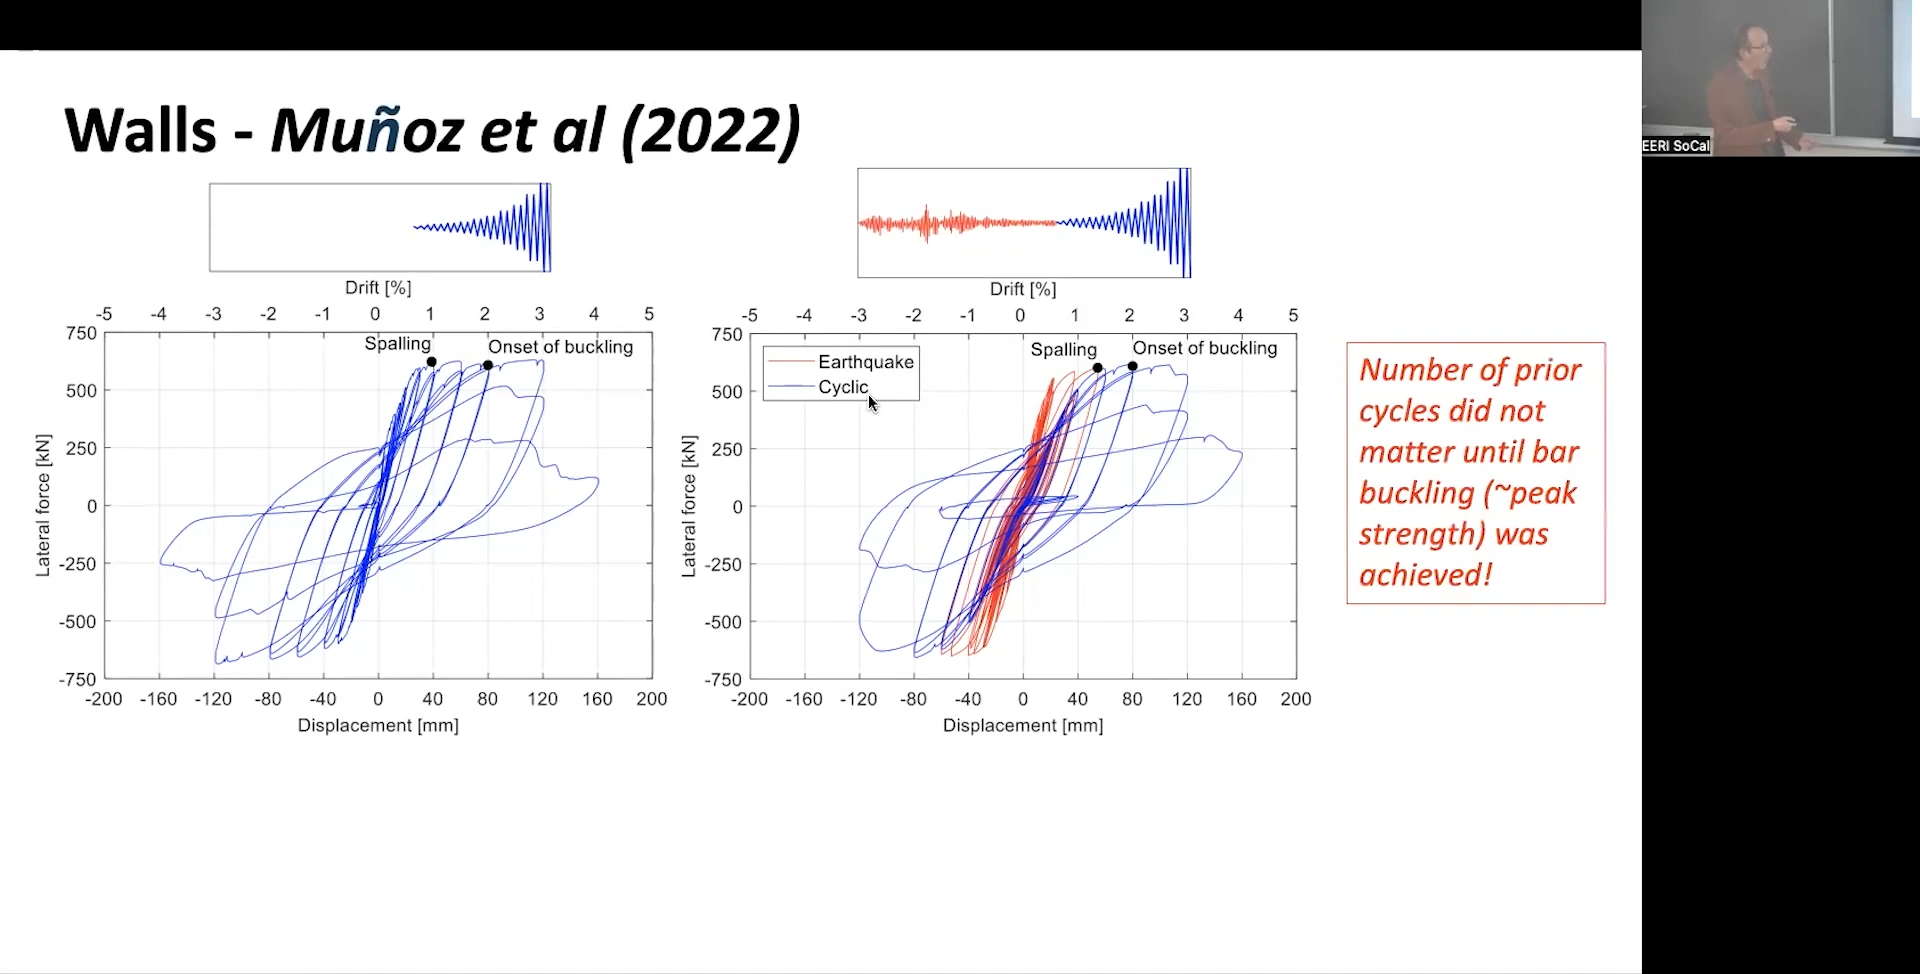 Walls - Muñoz et al (2022)
EERI SoCal
Drift [%]
-5 -4 -3 -2 -1 0 1 2 3 4 5
750
500
250
0
-250
-500
-750
Lateral force [kN]
Spalling
Onset of buckling
-200 -160 -120 -80 -40 0 40 80 120 160 200
Displacement [mm]
Drift [%]
-5 -4 -3 -2 -1 0 1 2 3 4 5
750
500
250
0
-250
-500
-750
Lateral force [kN]
Earthquake
Cyclic
Spalling
Onset of buckling
-200 -160 -120 -80 -40 0 40 80 120 160 200
Displacement [mm]
Number of prior
cycles did not
matter until bar
buckling (~peak
strength) was
achieved!